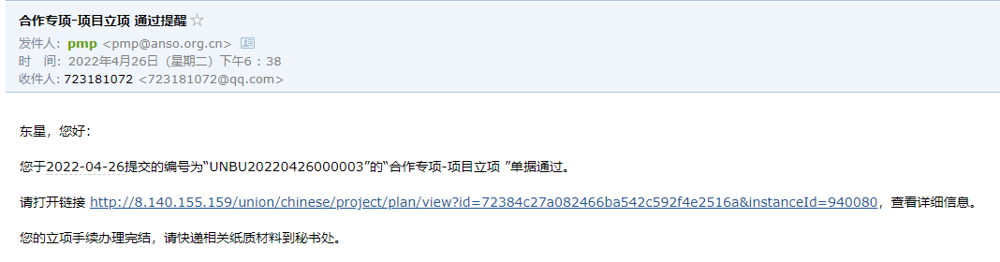 合作专项-项目立项 通过提醒☆
发件人：pmp <pmp@anso.org.cn>
时 间：2022年4月26日（星期二）下午6：38
收件人：723181072 <723181072@qq.com>
东星，您好：
您于2022-04-26提交的编号为“UNBU20220426000003”的“合作专项-项目立项 ”单据通过。
请打开链接 http://8.140.155.159/union/chinese/project/plan/view?id=72384c27a082466ba542c592f4e2516a&instanceId=940080，查看详细信息。
您的立项手续办理完结，请快递相关纸质材料到秘书处。